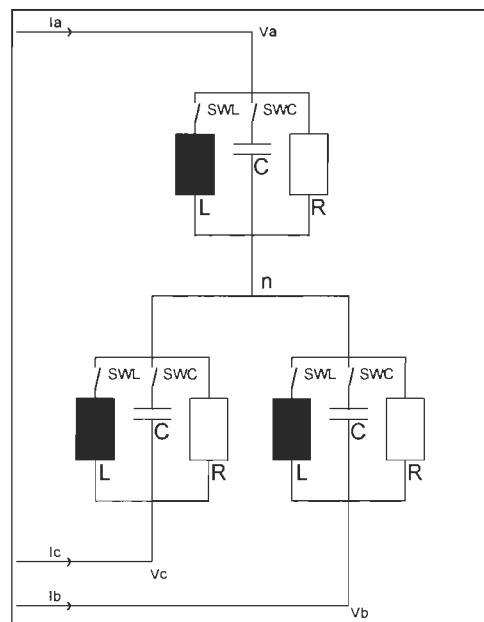 Ia Va
SWL SWC
C
L R
n
SWL SWC SWL SWC
C C
L R L R
Ic
Vc
Ib
Vb